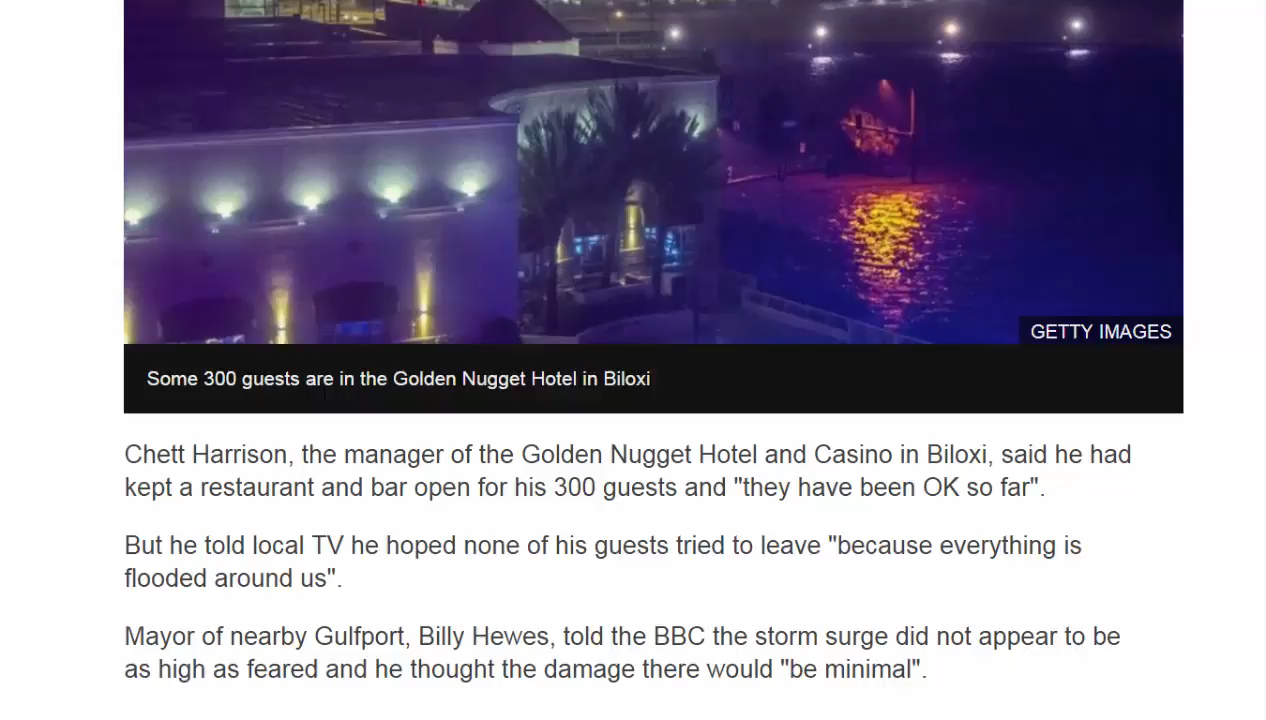 GETTY IMAGES
Some 300 guests are in the Golden Nugget Hotel in Biloxi
Chett Harrison, the manager of the Golden Nugget Hotel and Casino in Biloxi, said he had
kept a restaurant and bar open for his 300 guests and "they have been OK so far".
But he told local TV he hoped none of his guests tried to leave "because everything is
flooded around us".
Mayor of nearby Gulfport, Billy Hewes, told the BBC the storm surge did not appear to be
as high as feared and he thought the damage there would "be minimal".